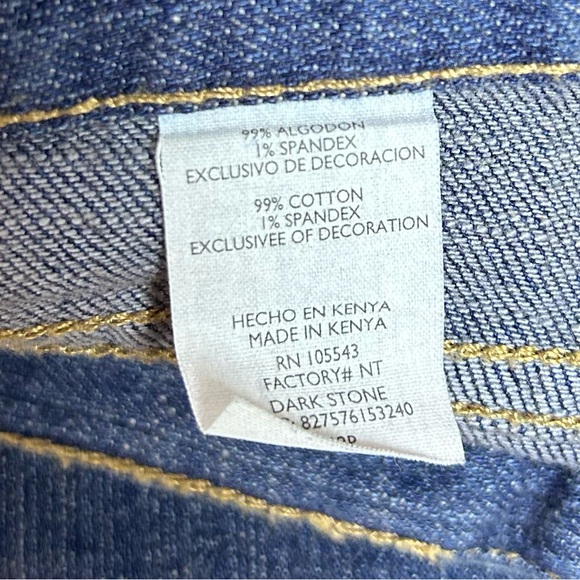 99% ALGODON
1% SPANDEX
EXCLUSIVO DE DECORACION
99% COTTON
1% SPANDEX
EXCLUSIVEE OF DECORATION
HECHO EN KENYA
MADE IN KENYA
RN 105543
FACTORY# NT
DARK STONE
: 827576153240